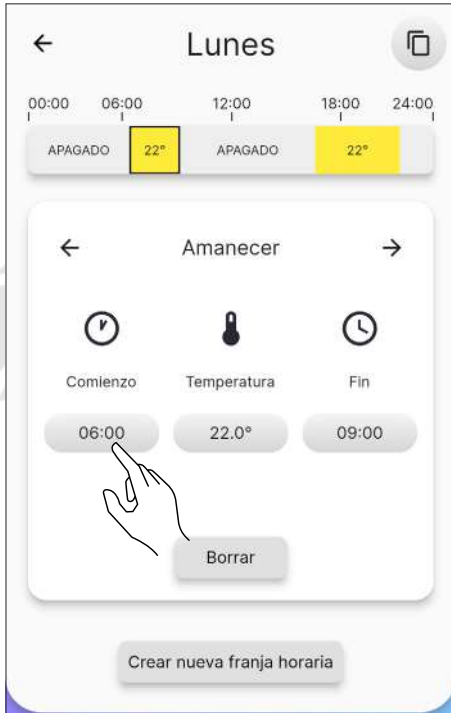 Lunes
00:00 06:00 12:00 18:00 24:00
APAGADO 22° APAGADO 22°
Amanecer
Comienzo Temperatura Fin
06:00 22.0° 09:00
Borrar
Crear nueva franja horaria